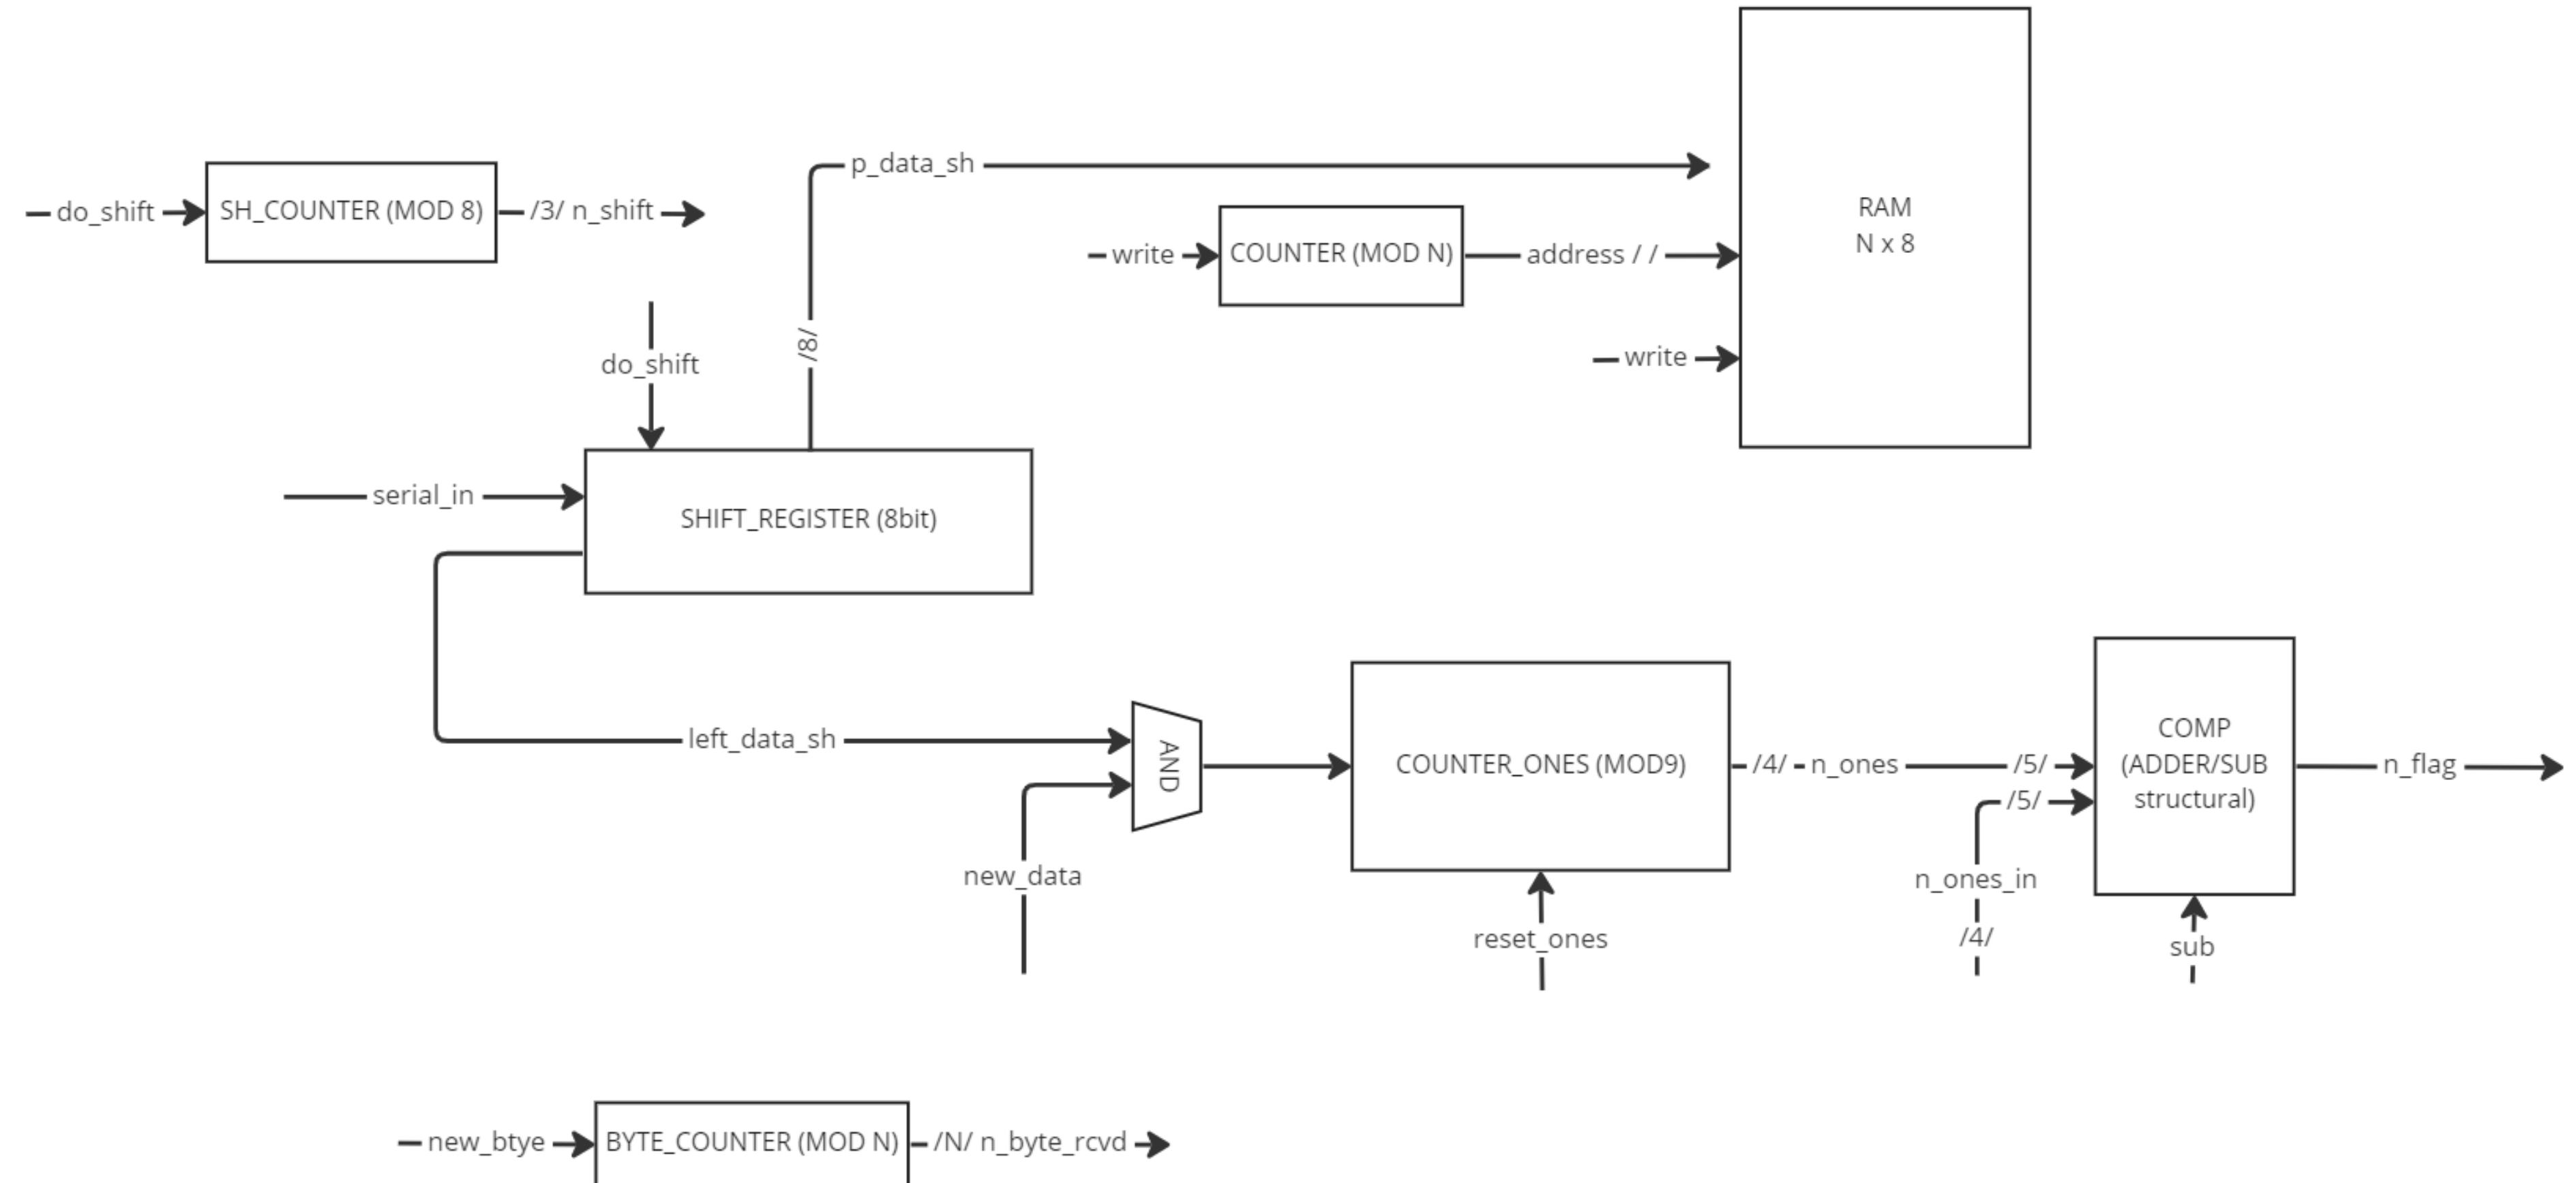 p_data_sh
RAM
N x 8
do_shift
SH_COUNTER (MOD 8)
/3/ n_shift
write
COUNTER (MOD N)
address / /
/8/
do_shift
write
serial_in
SHIFT_REGISTER (8bit)
left_data_sh
AND
COUNTER_ONES (MOD9)
/4/
n_ones
/5/
COMP
(ADDER/SUB
structural)
n_flag
/5/
new_data
n_ones_in
reset_ones
/4/
sub
new_btye
BYTE_COUNTER (MOD N)
/N/ n_byte_rcvd